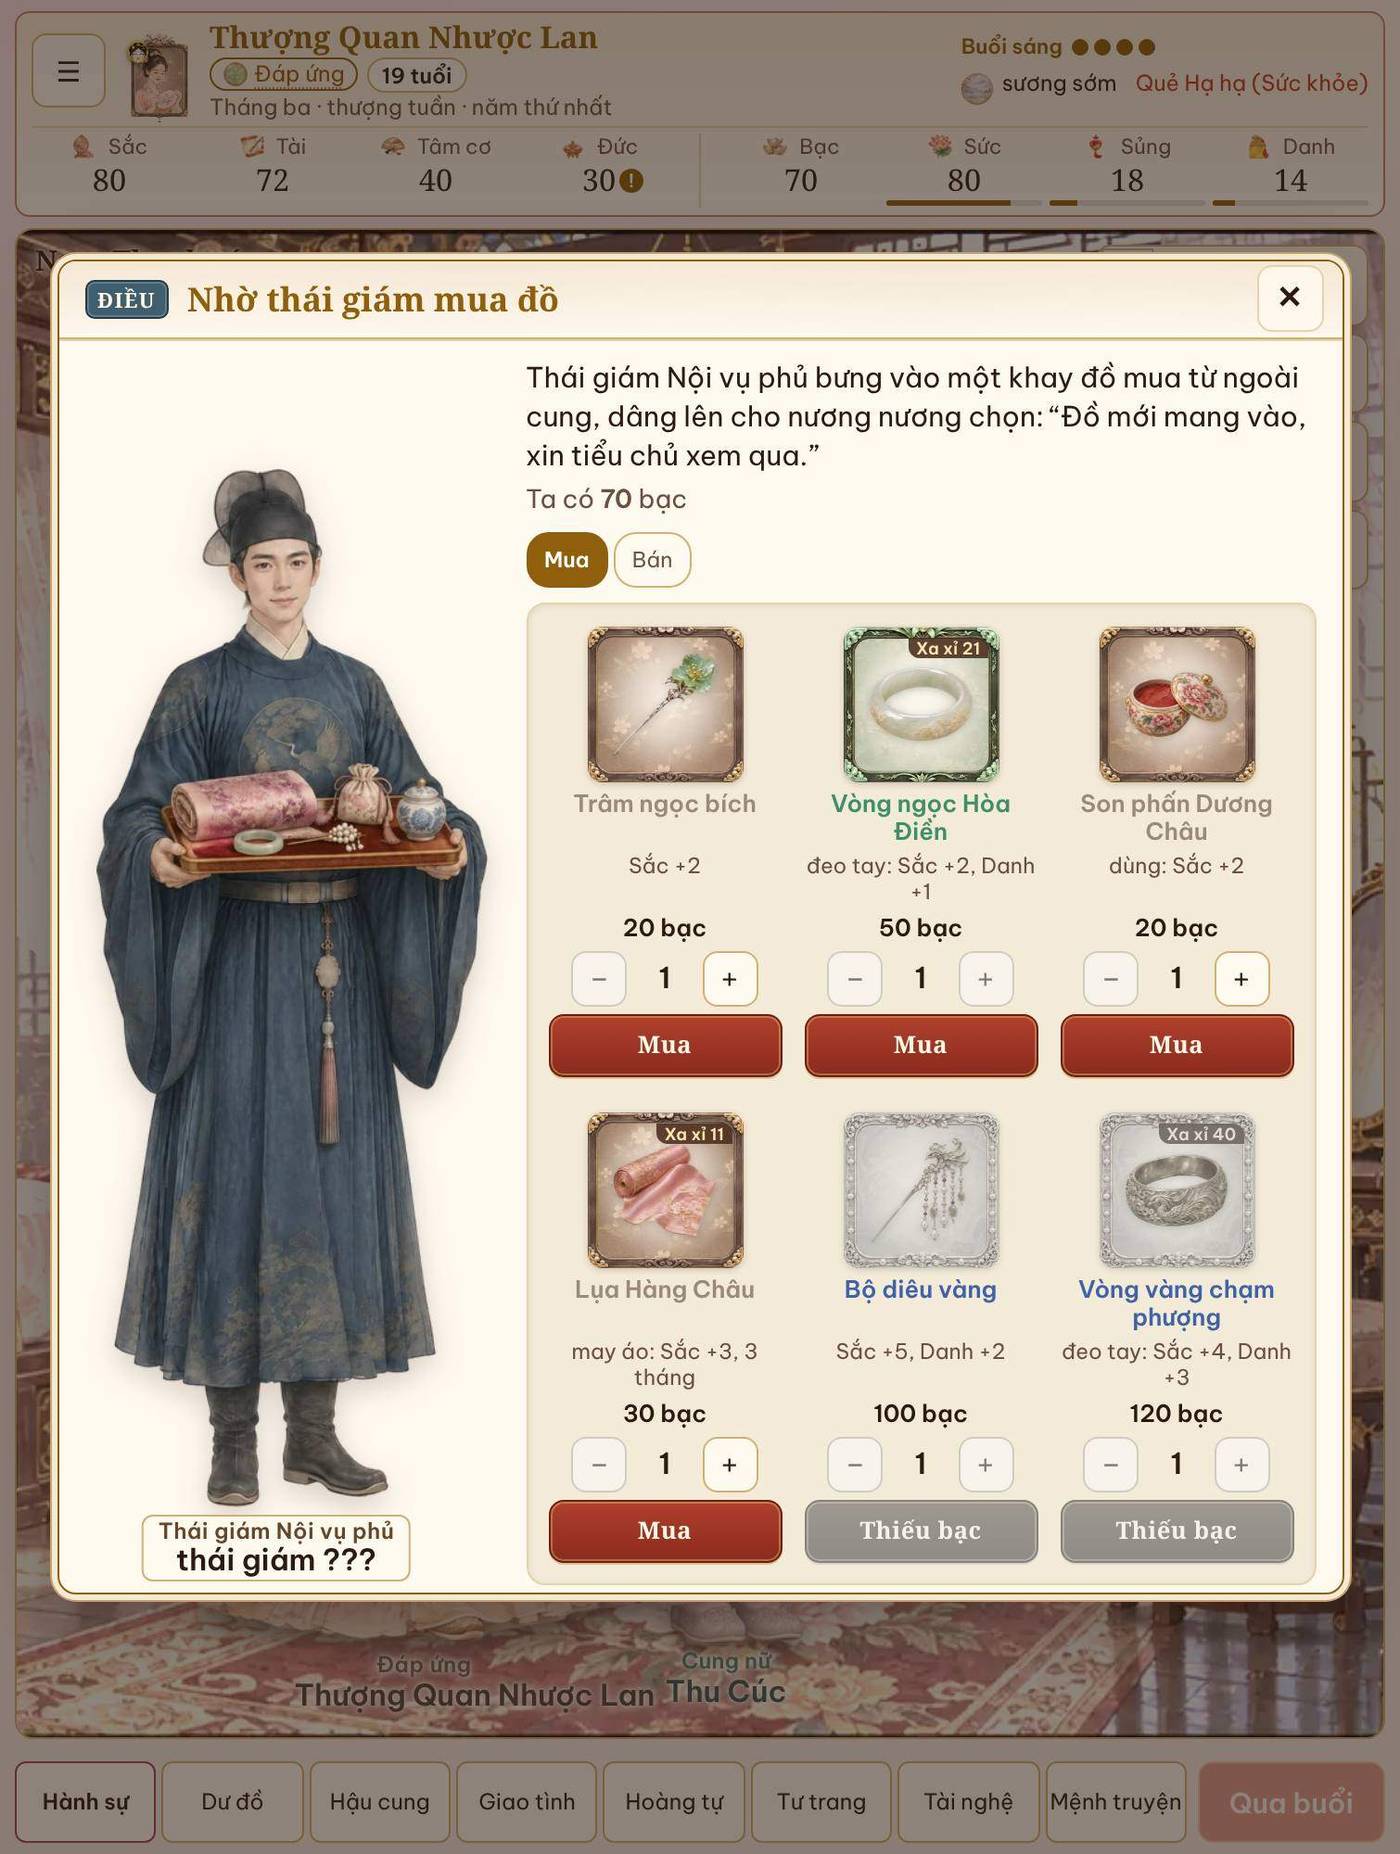 Thượng Quan Nhược Lan
Đáp ứng
19 tuổi
Tháng ba · thượng tuần · năm thứ nhất
Buổi sáng
sương sớm
Quẻ Hạ hạ (Sức khỏe)
Sắc
Tài
Tâm cơ
Đức
Bạc
Sức
Sủng
Danh
80
72
40
30
!
70
80
18
14
ĐIỀU
Nhờ thái giám mua đồ
×
Thái giám Nội vụ phủ bưng vào một khay đồ mua từ ngoài
cung, dâng lên cho nương nương chọn: “Đồ mới mang vào,
xin tiểu chủ xem qua.”
Ta có 70 bạc
Mua
Bán
Xa xỉ 21
Trâm ngọc bích
Vòng ngọc Hòa
Điền
Son phấn Dương
Châu
Sắc +2
đeo tay: Sắc +2, Danh
+1
dùng: Sắc +2
20 bạc
50 bạc
20 bạc
− 1 +
− 1 +
− 1 +
Mua
Mua
Mua
Xa xỉ 11
Xa xỉ 40
Lụa Hàng Châu
Bộ diêu vàng
Vòng vàng chạm
phượng
may áo: Sắc +3, 3
tháng
Sắc +5, Danh +2
đeo tay: Sắc +4, Danh
+3
30 bạc
100 bạc
120 bạc
− 1 +
− 1 +
− 1 +
Mua
Thiếu bạc
Thiếu bạc
Thái giám Nội vụ phủ
thái giám ???
Đáp ứng
Thượng Quan Nhược Lan
Cung nữ
Thu Cúc
Hành sự
Dư đồ
Hậu cung
Giao tình
Hoàng tự
Tư trang
Tài nghệ
Mệnh truyện
Qua buổi